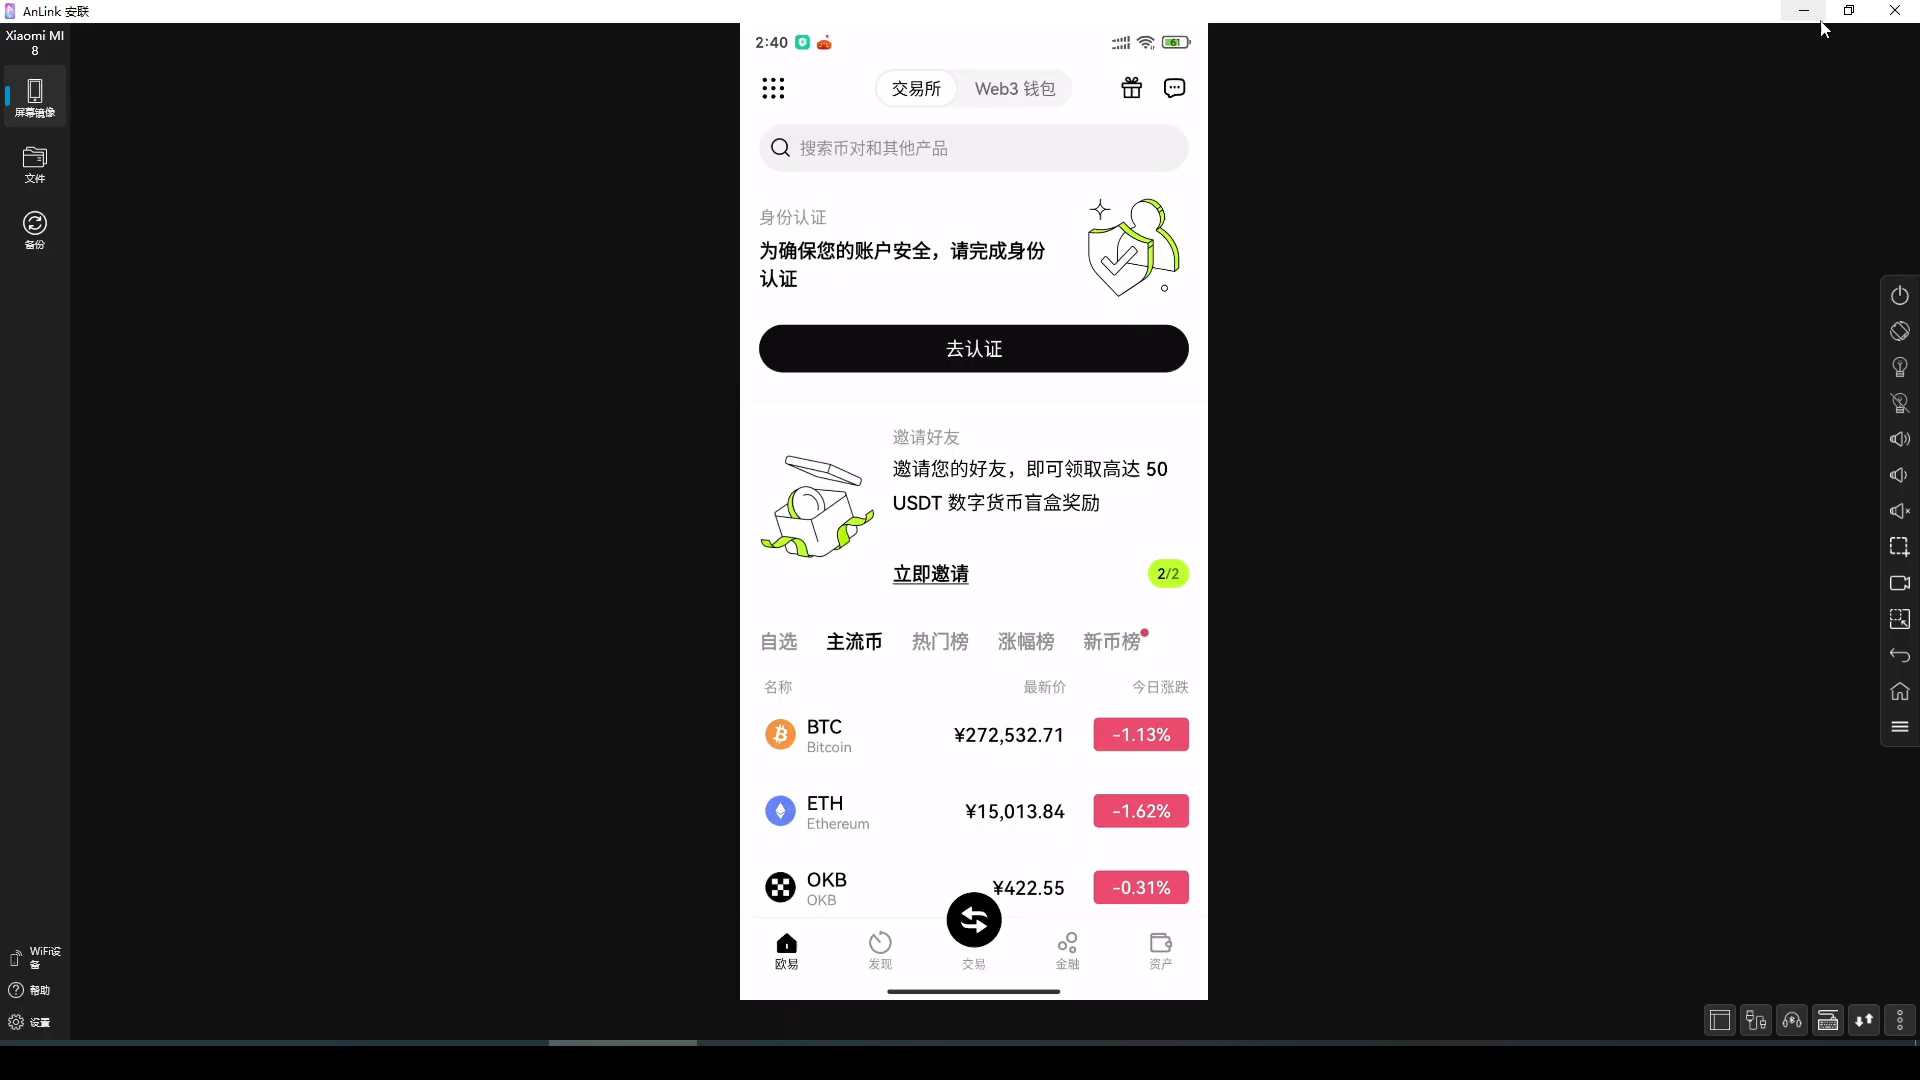 AnLink 安联
Xiaomi MI
8
屏幕镜像
文件
备份
WiFi设
备
帮助
设置
2:40
61
交易所
Web3 钱包
搜索币对和其他产品
身份认证
为确保您的账户安全，请完成身份
认证
去认证
邀请好友
邀请您的好友，即可领取高达 50
USDT 数字货币盲盒奖励
立即邀请
2/2
自选 主流币 热门榜 涨幅榜 新币榜
名称 最新价 今日涨跌
BTC
Bitcoin
¥272,532.71
-1.13%
ETH
Ethereum
¥15,013.84
-1.62%
OKB
OKB
¥422.55
-0.31%
欧易 发现 交易 金融 资产